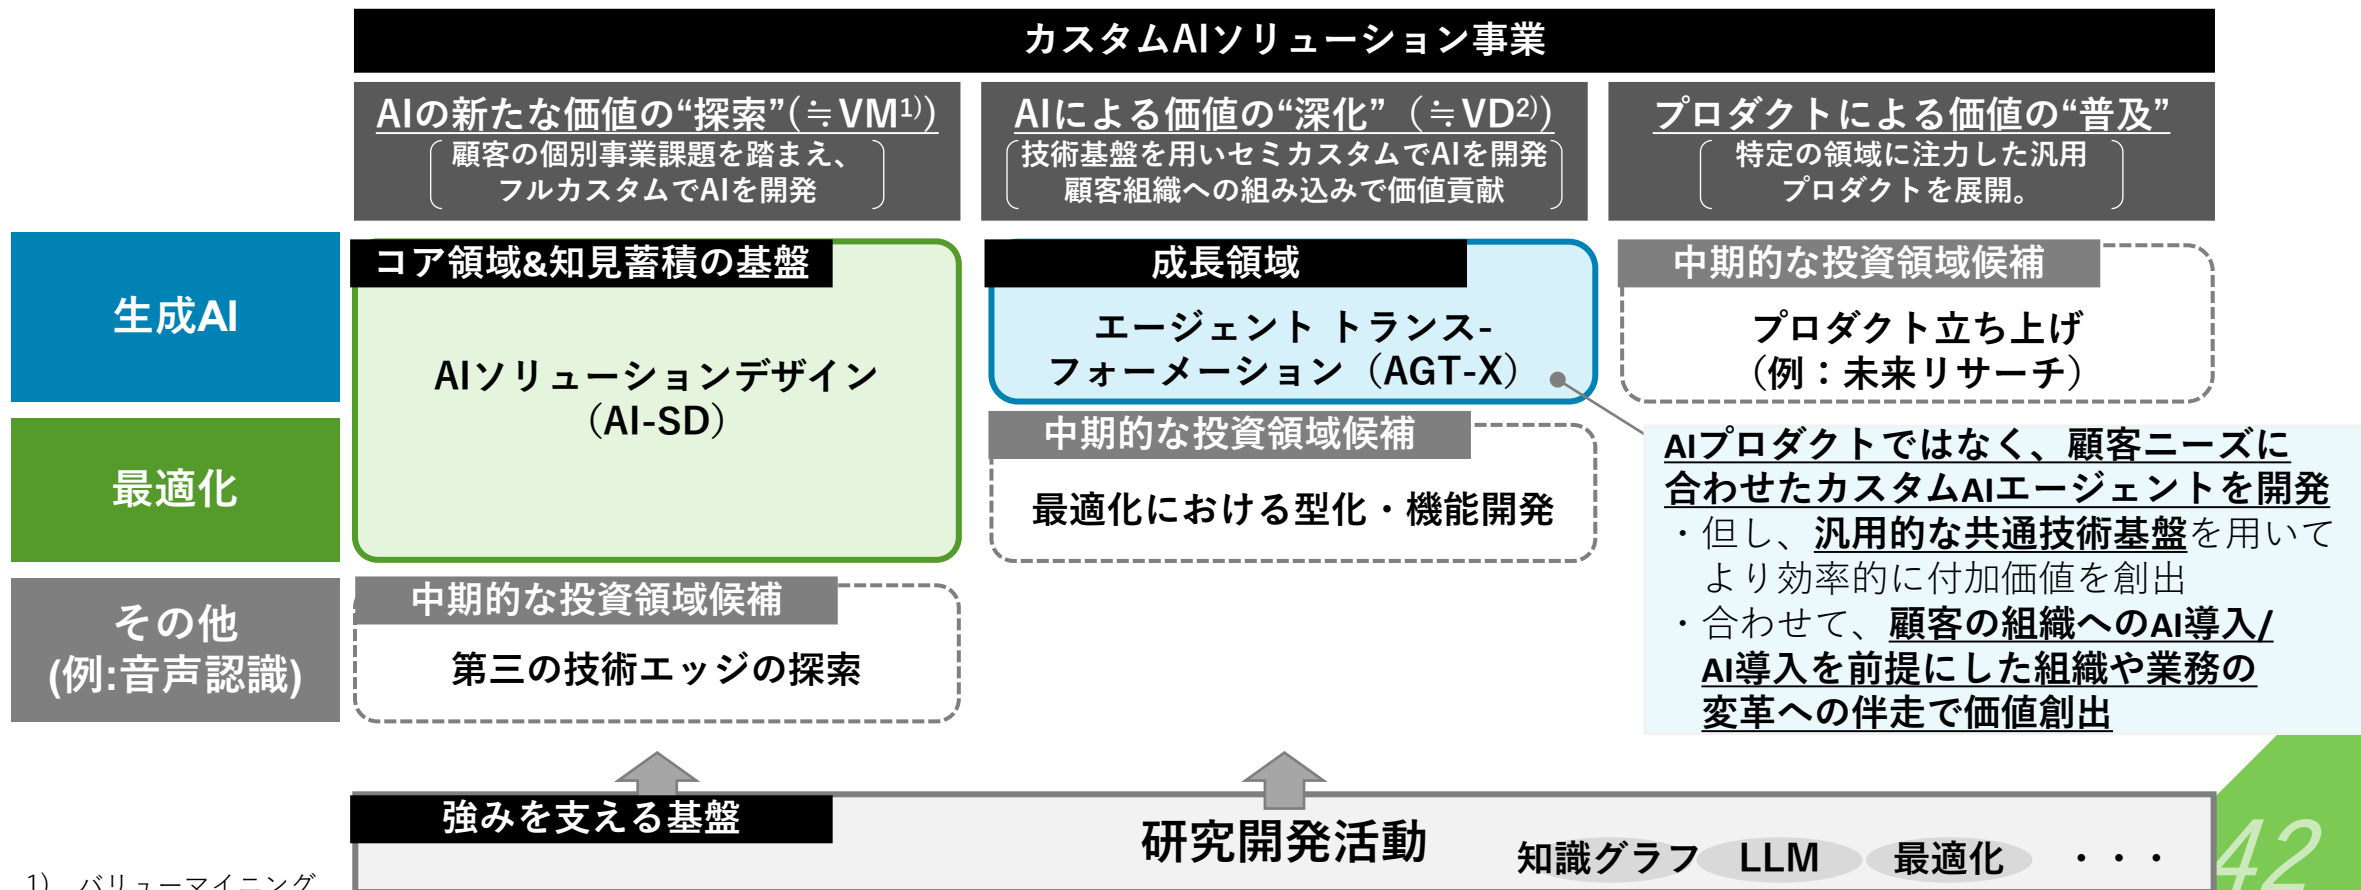 カスタムAIソリューション事業
AIの新たな価値の“探索”(≒VM1))
顧客の個別事業課題を踏まえ、
フルカスタムでAIを開発
AIによる価値の“深化”（≒VD2))
技術基盤を用いセミカスタムでAIを開発
顧客組織への組み込みで価値貢献
プロダクトによる価値の“普及”
特定の領域に注力した汎用
プロダクトを展開。
生成AI
最適化
その他
(例:音声認識)
コア領域&知見蓄積の基盤
AIソリューションデザイン
（AI-SD）
成長領域
エージェント トランス-
フォーメーション（AGT-X）
中期的な投資領域候補
プロダクト立ち上げ
（例：未来リサーチ）
中期的な投資領域候補
最適化における型化・機能開発
AIプロダクトではなく、顧客ニーズに
合わせたカスタムAIエージェントを開発
・但し、汎用的な共通技術基盤を用いて
より効率的に付加価値を創出
・合わせて、顧客の組織へのAI導入/
AI導入を前提にした組織や業務の
変革への伴走で価値創出
中期的な投資領域候補
第三の技術エッジの探索
強みを支える基盤
研究開発活動
知識グラフ LLM 最適化 ・・・
1) バリューマイニング
42